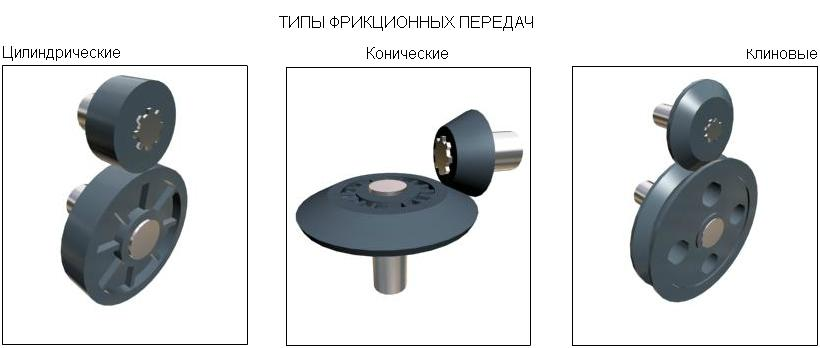 ТИПЫ ФРИКЦИОННЫХ ПЕРЕДАЧ
Цилиндрические
Конические
Клиновые